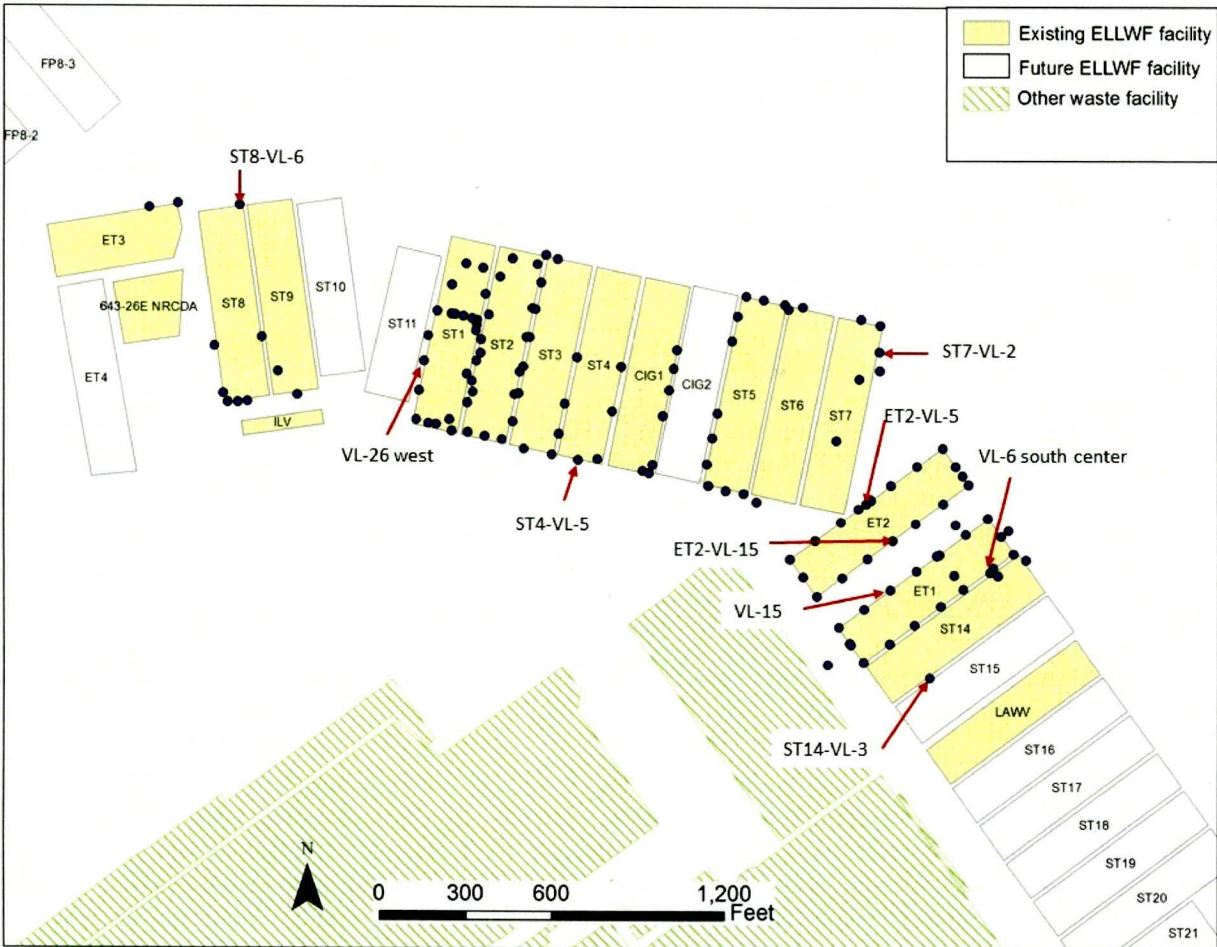 Existing ELLWF facility
Future ELLWF facility
Other waste facility
FP8-3
FP8-2
ST8-VL-6
ET3
643-26E NRCDA
ET4
ST8
ST9
ST10
ILV
ST11
ST1
ST2
ST3
ST4
CIG1
CIG2
ST5
ST6
ST7
ST7-VL-2
VL-26 west
ST4-VL-5
ET2-VL-5
VL-6 south center
ET2
ET2-VL-15
ET1
VL-15
ST14
ST15
ST14-VL-3
LAWV
ST16
ST17
ST18
ST19
ST20
ST21
N
0 300 600 1,200
Feet